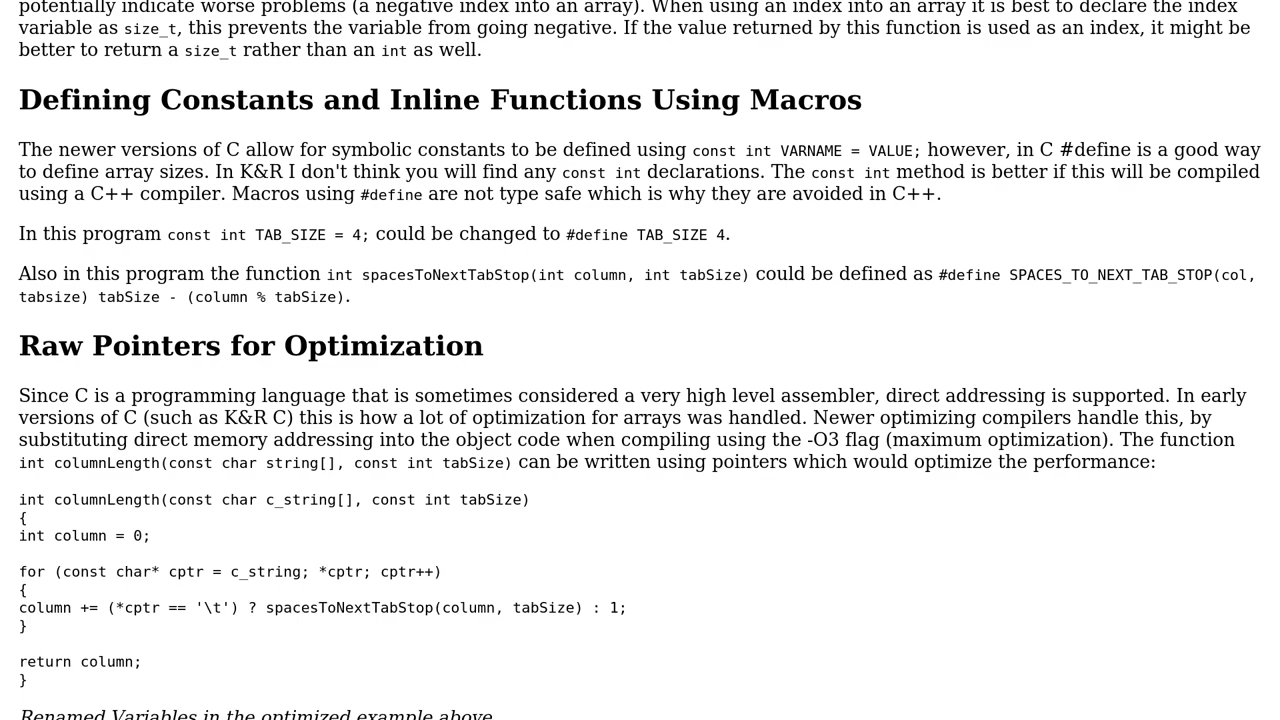 potentially indicate worse problems (a negative index into an array). When using an index into an array it is best to declare the index
variable as size_t, this prevents the variable from going negative. If the value returned by this function is used as an index, it might be
better to return a size_t rather than an int as well.
Defining Constants and Inline Functions Using Macros
The newer versions of C allow for symbolic constants to be defined using const int VARNAME = VALUE; however, in C #define is a good way
to define array sizes. In K&R I don't think you will find any const int declarations. The const int method is better if this will be compiled
using a C++ compiler. Macros using #define are not type safe which is why they are avoided in C++.
In this program const int TAB_SIZE = 4; could be changed to #define TAB_SIZE 4.
Also in this program the function int spacesToNextTabStop(int column, int tabSize) could be defined as #define SPACES_TO_NEXT_TAB_STOP(col,
tabsize) tabSize - (column % tabSize).
Raw Pointers for Optimization
Since C is a programming language that is sometimes considered a very high level assembler, direct addressing is supported. In early
versions of C (such as K&R C) this is how a lot of optimization for arrays was handled. Newer optimizing compilers handle this, by
substituting direct memory addressing into the object code when compiling using the -O3 flag (maximum optimization). The function
int columnLength(const char string[], const int tabSize) can be written using pointers which would optimize the performance:
int columnLength(const char c_string[], const int tabSize)
{
int column = 0;
for (const char* cptr = c_string; *cptr; cptr++)
{
column += (*cptr == '\t') ? spacesToNextTabStop(column, tabSize) : 1;
}
return column;
}
Renamed Variables in the optimized example above